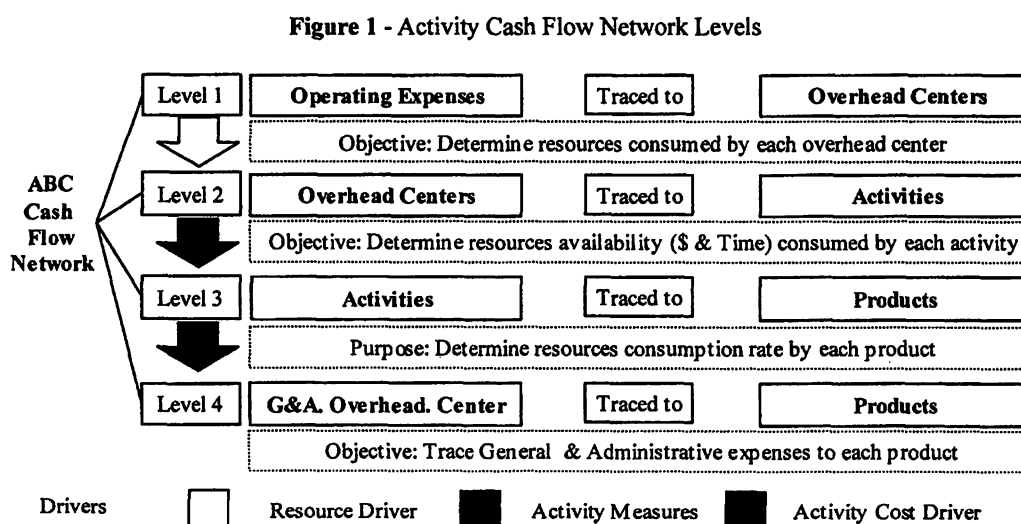 Figure 1 - Activity Cash Flow Network Levels
Level 1 Operating Expenses Traced to Overhead Centers
Objective: Determine resources consumed by each overhead center
ABC
Cash
Flow
Network
Level 2 Overhead Centers Traced to Activities
Objective: Determine resources availability ($ & Time) consumed by each activity
Level 3 Activities Traced to Products
Purpose: Determine resources consumption rate by each product
Level 4 G&A. Overhead. Center Traced to Products
Objective: Trace General & Administrative expenses to each product
Drivers Resource Driver Activity Measures Activity Cost Driver